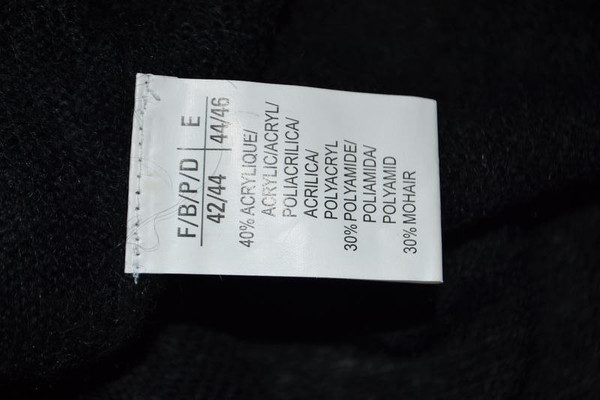 F/B/P/D | E
42/44 | 44/46
40% ACRYLIQUE/
ACRYLIC/ACRYL/
POLIACRILICA/
ACRILICA/
POLYACRYL
30% POLYAMIDE/
POLIAMIDA/
POLYAMID
30% MOHAIR